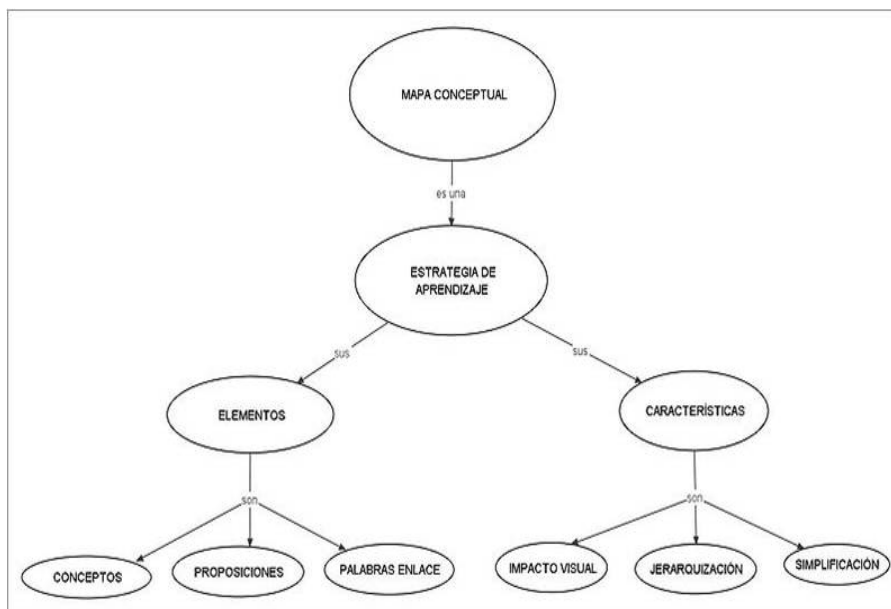 MAPA CONCEPTUAL
es una
ESTRATEGIA DE
APRENDIZAJE
sus
sus
ELEMENTOS
CARACTERÍSTICAS
son
son
CONCEPTOS
PROPOSICIONES
PALABRAS ENLACE
IMPACTO VISUAL
JERARQUIZACIÓN
SIMPLIFICACIÓN